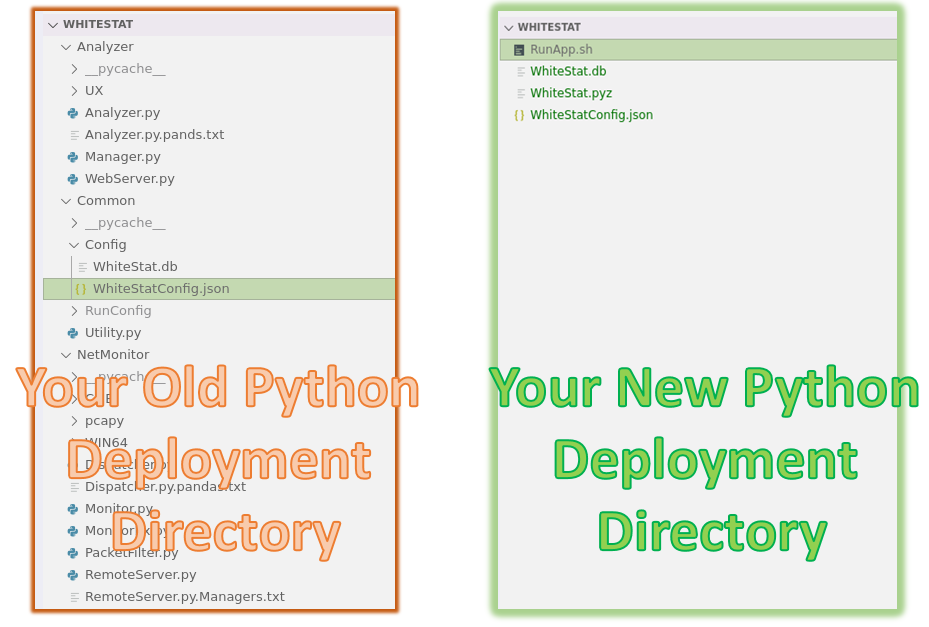 WHITESTAT
Analyzer
__pycache__
UX
Analyzer.py
Analyzer.py.pands.txt
Manager.py
WebServer.py
Common
__pycache__
Config
WhiteStat.db
WhiteStatConfig.json
RunConfig
Utility.py
NetMonitor
__pycache__
pcapy
WIN64
Dispatcher.py
Dispatcher.py.pandas.txt
Monitor.py
PacketFilter.py
RemoteServer.py
RemoteServer.py.Managers.txt
Your Old Python
Deployment
Directory
WHITESTAT
RunApp.sh
WhiteStat.db
WhiteStat.pyz
WhiteStatConfig.json
Your New Python
Deployment
Directory